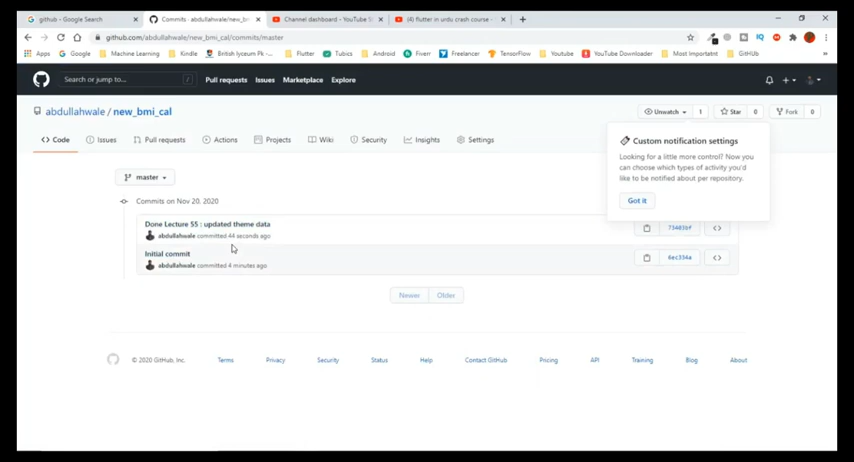 github - Google Search
Commits · abdullahwale/new_bmi_
Channel dashboard - YouTube St
(4) flutter in urdu crash course -
github.com/abdullahwale/new_bmi_cal/commits/master
Apps Google Machine Learning Kindle British lyceum Pk -... Flutter Tubics Android Fiverr Freelancer TensorFlow Youtube YouTube Downloader Most Importatnt GitHUb
Search or jump to... /
Pull requests Issues Marketplace Explore
abdullahwale / new_bmi_cal
Unwatch 1 Star 0 Fork 0
Code Issues Pull requests Actions Projects Wiki Security Insights Settings
Custom notification settings
Looking for a little more control? Now you
can choose which types of activity you'd
like to be notified about per repository.
Got it
master
Commits on Nov 20, 2020
Done Lecture 55 : updated theme data
abdullahwale committed 44 seconds ago
Initial commit
abdullahwale committed 4 minutes ago
6ec334a
Newer Older
© 2020 GitHub, Inc. Terms Privacy Security Status Help Contact GitHub Pricing API Training Blog About